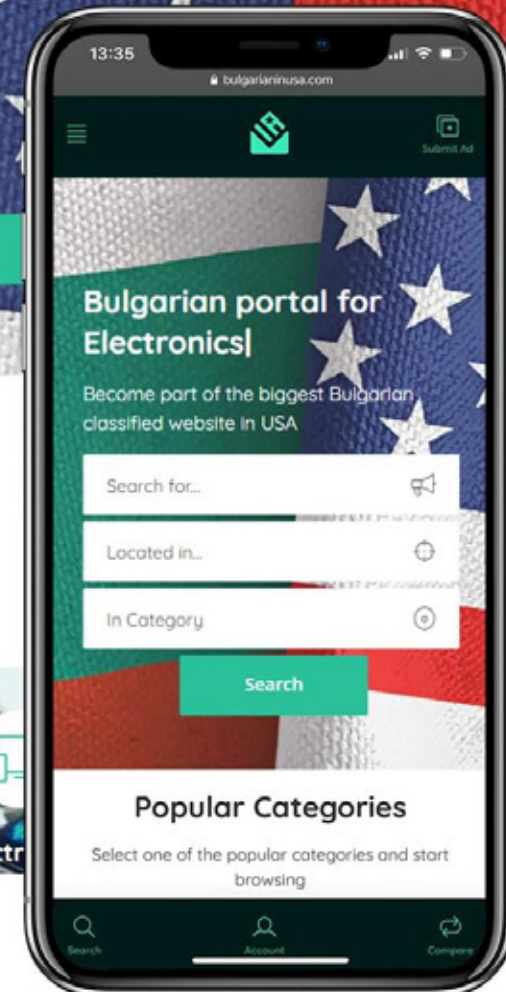 13:35
bulgarianinusa.com
Submit Ad
Bulgarian portal for
Electronics
Become part of the biggest Bulgarian
classified website in USA
Search for...
Located in...
In Category
Search
Popular Categories
Select one of the popular categories and start
browsing
Search
Account
Compare
ctr